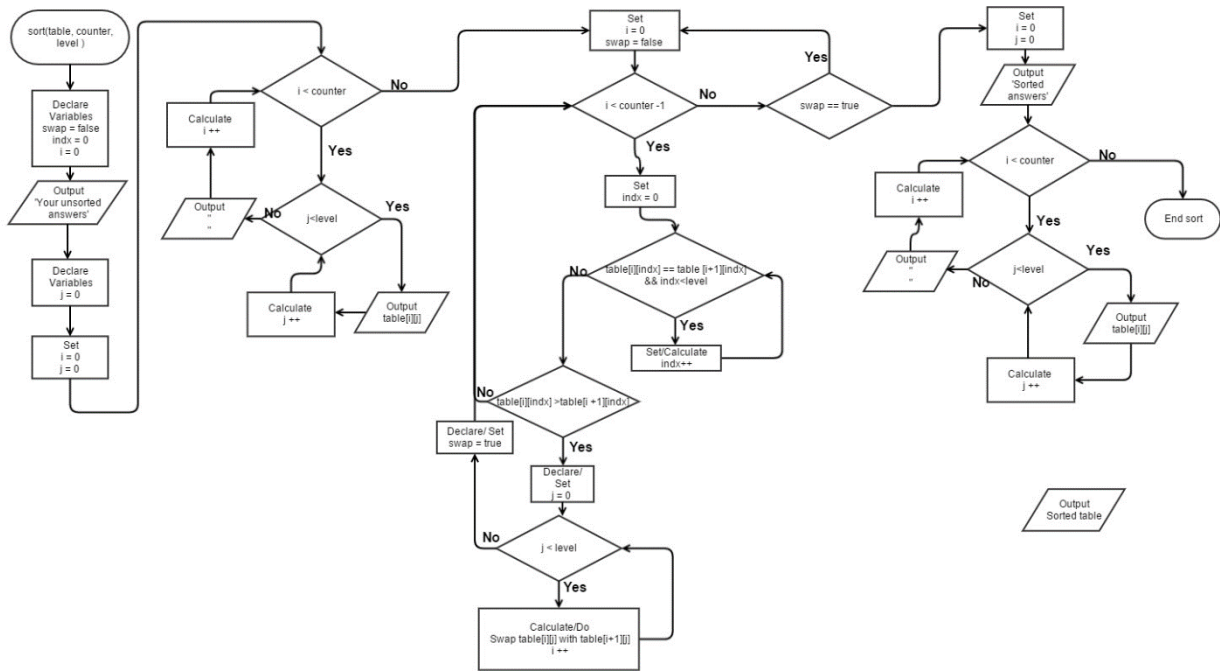 sort(table, counter,
level )
Declare
Variables
swap = false
indx = 0
i = 0
Output
'Your unsorted
answers'
Declare
Variables
j = 0
Set
i = 0
j = 0
i < counter
No
Yes
Calculate
i ++
j<level
No
Yes
Output
"
"
Output
table[i][j]
Calculate
j ++
Set
i = 0
swap = false
i < counter -1
No
Yes
swap == true
Yes
Set
indx = 0
table[i][indx] == table [i+1][indx]
&& indx<level
No
Yes
Set/Calculate
indx++
table[i][indx] >table[i +1][indx]
No
Yes
Declare/ Set
swap = true
Declare/
Set
j = 0
j < level
No
Yes
Calculate/Do
Swap table[i][j] with table[i+1][j]
i ++
Set
i = 0
j = 0
Output
'Sorted
answers'
i < counter
No
Yes
End sort
Calculate
i ++
j<level
No
Yes
Output
"
"
Output
table[i][j]
Calculate
j ++
Output
Sorted table